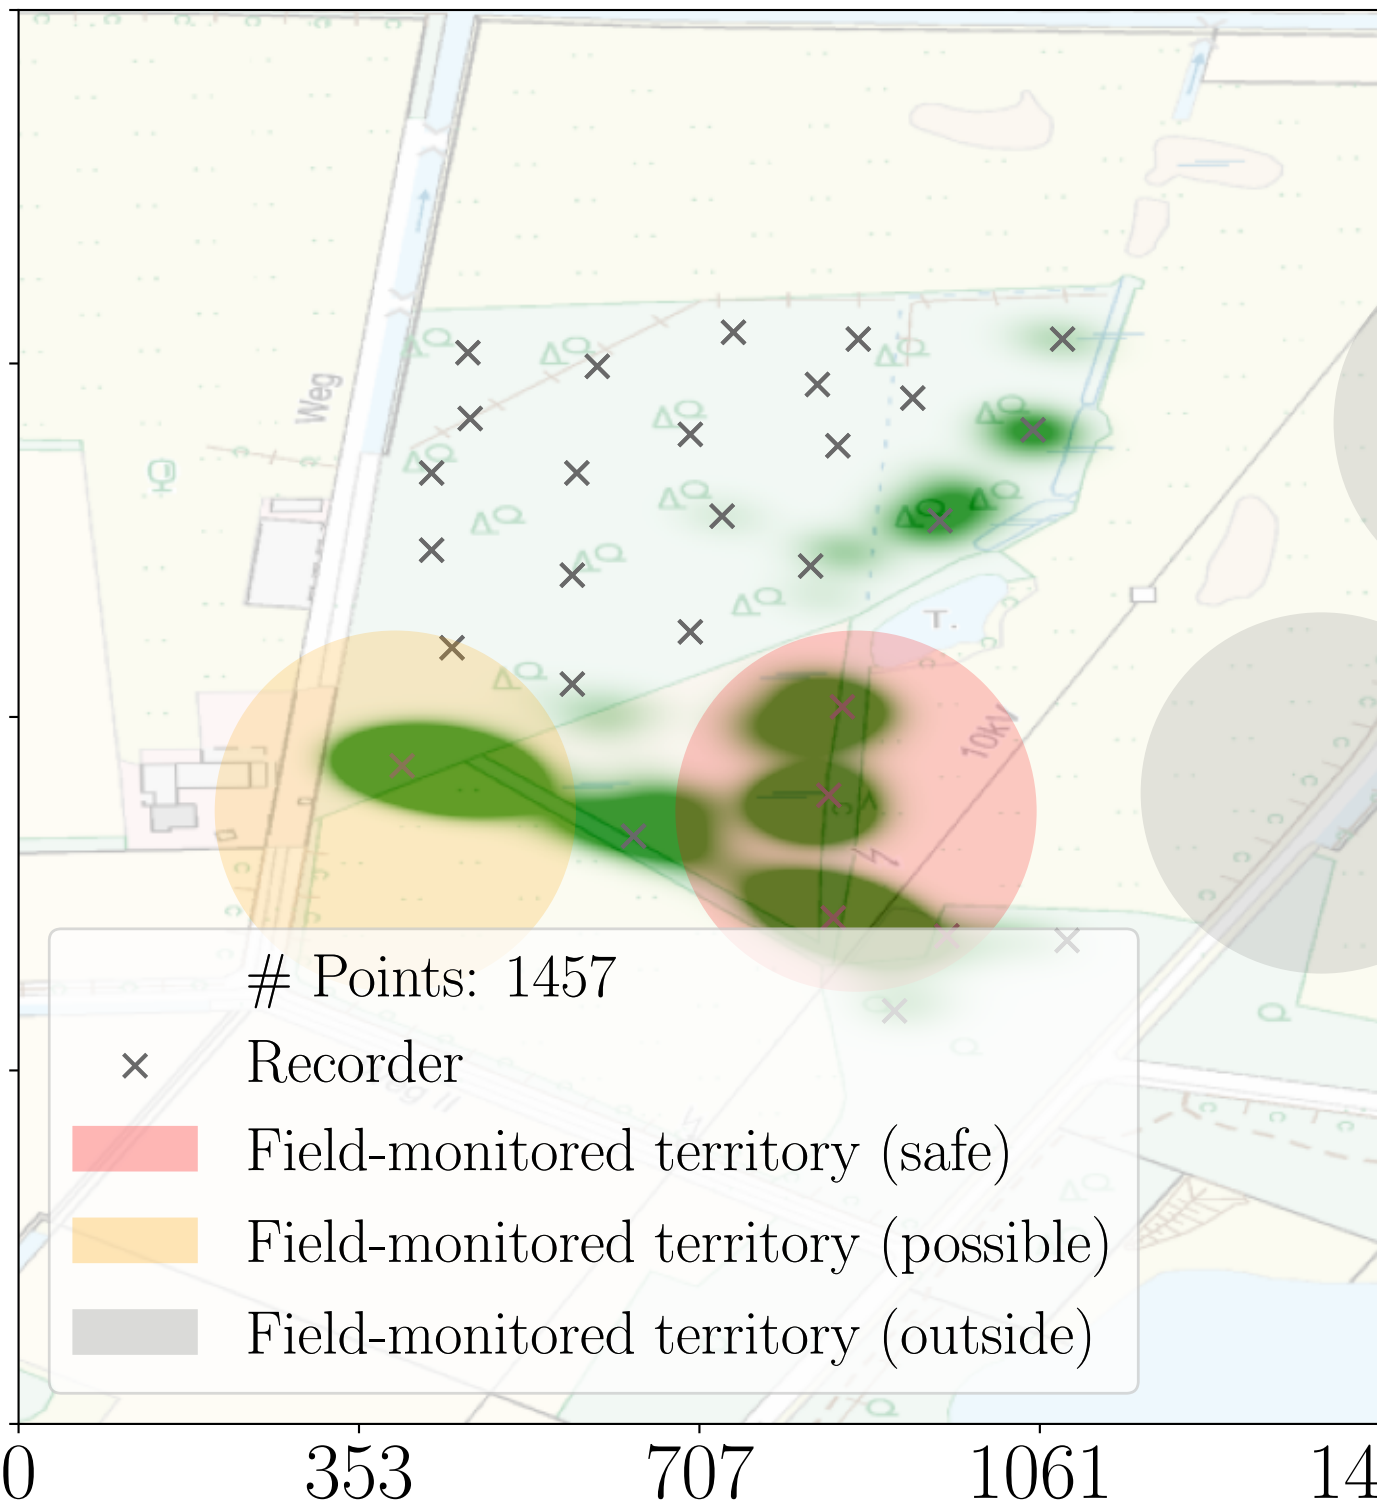 Weg
T.
10kV
# Points: 1457
Recorder
Field-monitored territory (safe)
Field-monitored territory (possible)
Field-monitored territory (outside)
0 353 707 1061 14